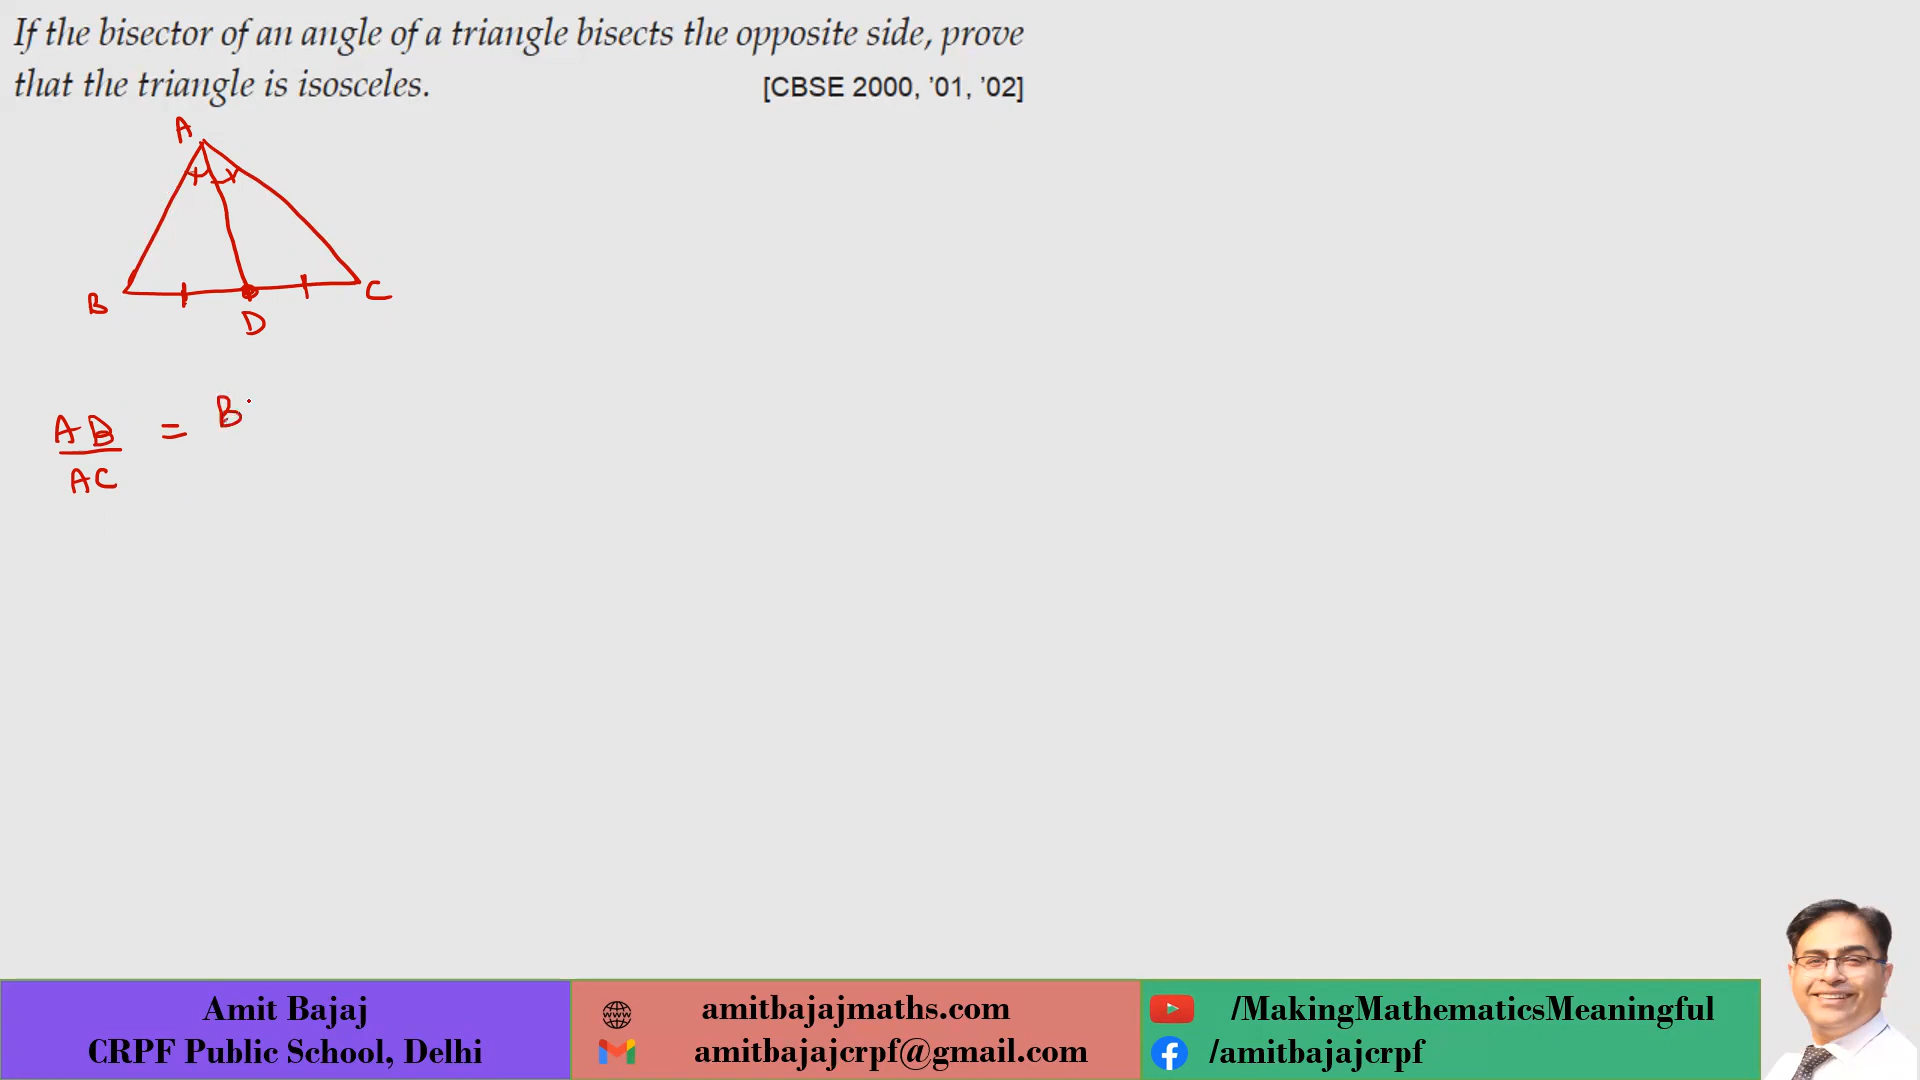 If the bisector of an angle of a triangle bisects the opposite side, prove
that the triangle is isosceles. [CBSE 2000, ’01, ’02]
A
B
C
D
AB = B
AC
Amit Bajaj
CRPF Public School, Delhi
amitbajajmaths.com
amitbajajcrpf@gmail.com
/MakingMathematicsMeaningful
/amitbajajcrpf